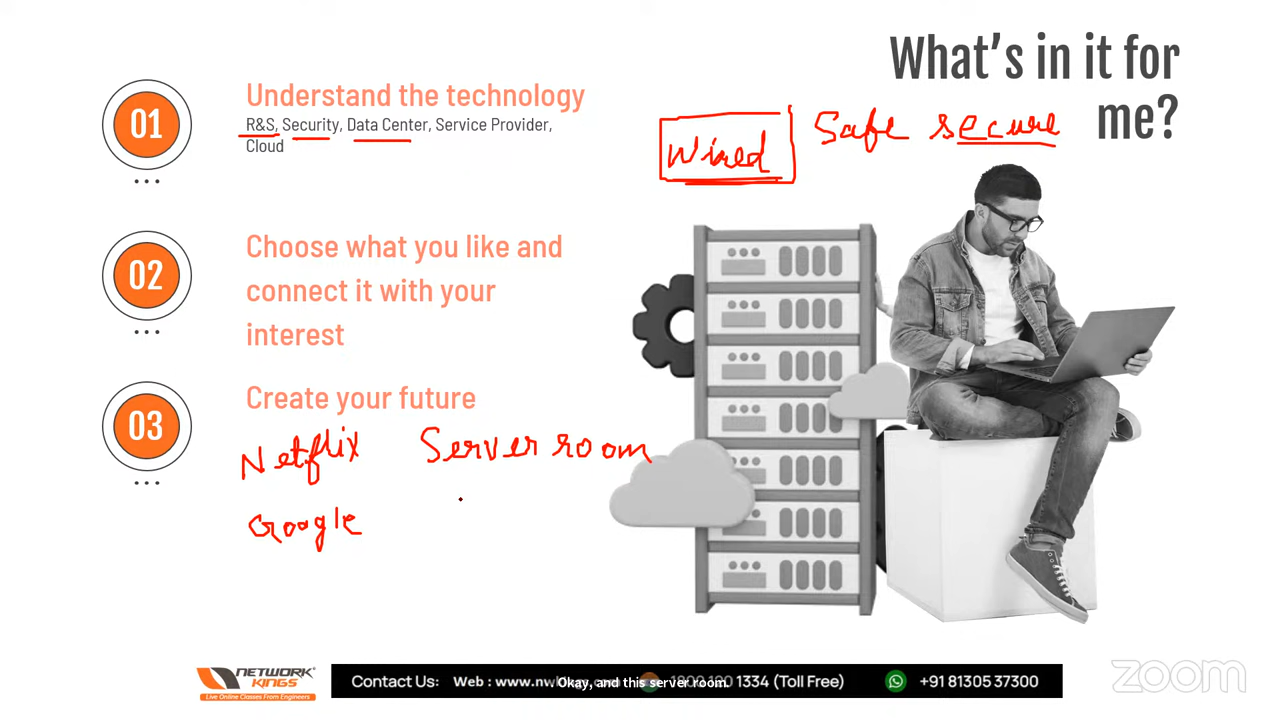 What's in it for
me?
01
Understand the technology
R&S, Security, Data Center, Service Provider,
Cloud
Wired
Safe secure
02
Choose what you like and
connect it with your
interest
03
Create your future
Netflix
Server room
Google
NETWORK
KINGS
Live Online Classes From Engineers
Contact Us:
Web : www.nw
1334 (Toll Free)
+91 81305 37300
Okay, and this server room.
zoom